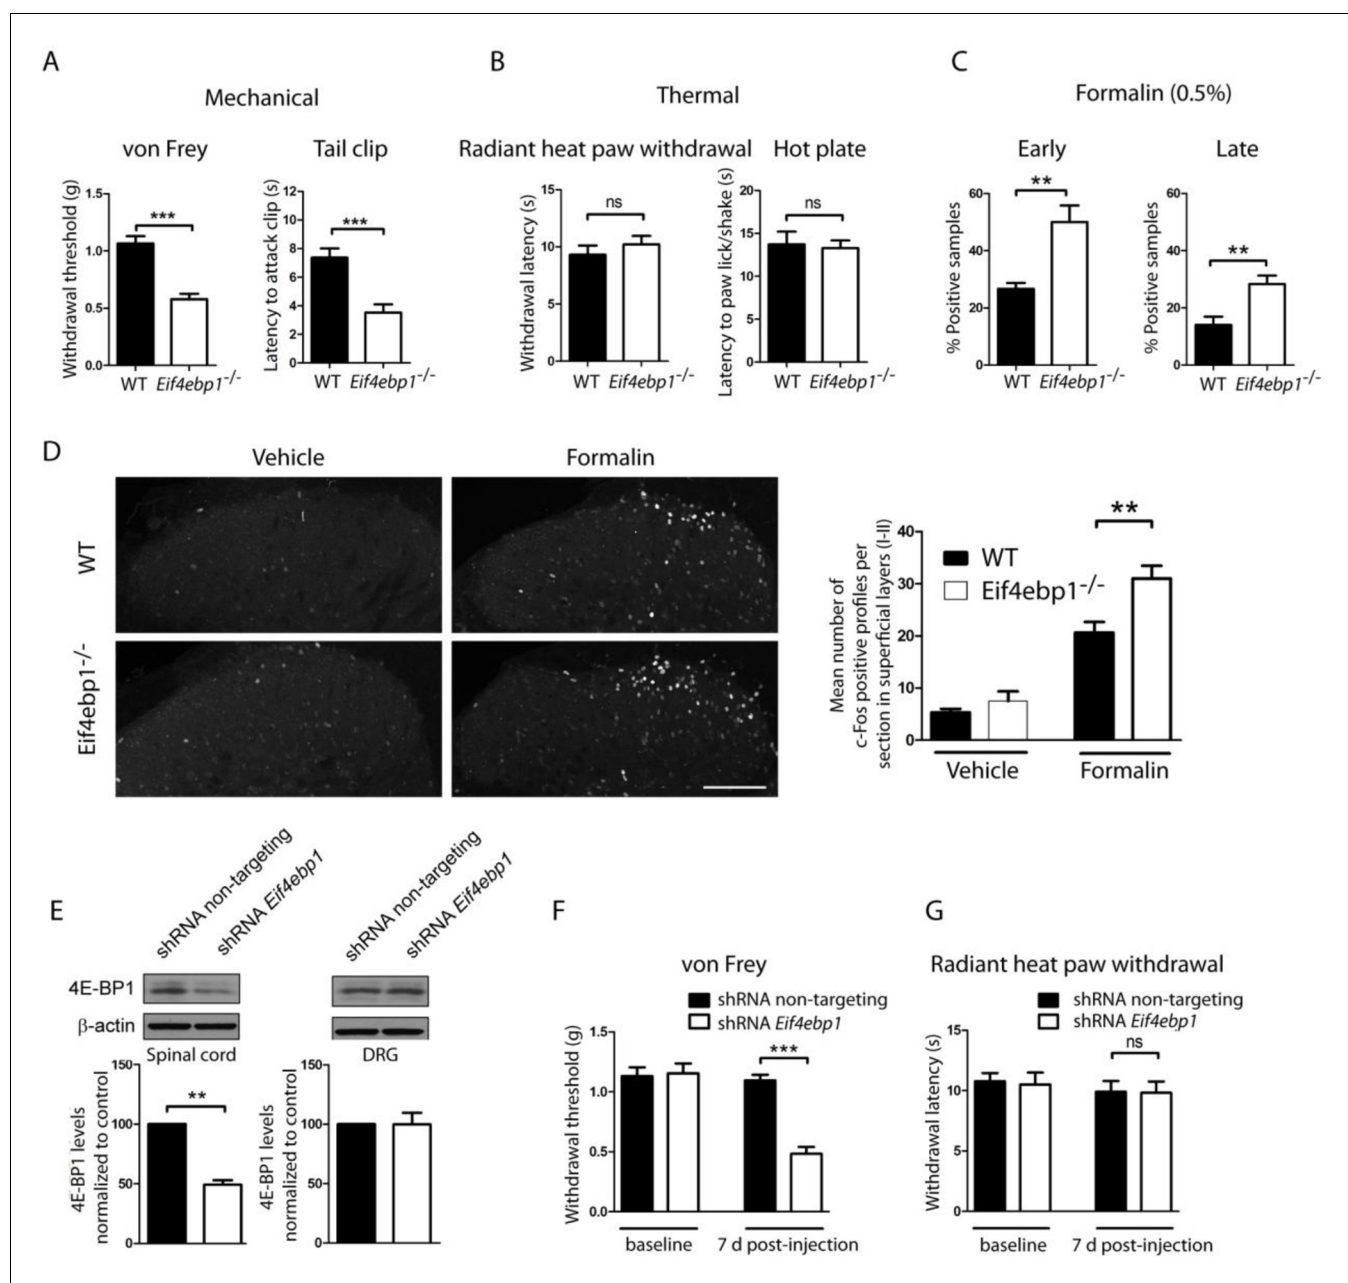 A
Mechanical
von Frey
Withdrawal threshold (g)
1.5
1.0
0.5
0.0
***
WT
Eif4ebp1-/-
Tail clip
Latency to attack clip (s)
12
10
8
6
4
2
0
***
WT
Eif4ebp1-/-
B
Thermal
Radiant heat paw withdrawal
Withdrawal latency (s)
15
10
5
0
ns
WT
Eif4ebp1-/-
Hot plate
Latency to paw lick/shake (s)
20
15
10
5
0
ns
WT
Eif4ebp1-/-
C
Formalin (0.5%)
Early
% Positive samples
60
40
20
0
**
WT
Eif4ebp1-/-
Late
% Positive samples
60
40
20
0
**
WT
Eif4ebp1-/-
D
Vehicle
Formalin
WT
Eif4ebp1-/-
Mean number of
c-Fos positive profiles per
section in superficial layers (I-II)
40
30
20
10
0
**
WT
Eif4ebp1-/-
Vehicle
Formalin
E
shRNA non-targeting
shRNA Eif4ebp1
shRNA non-targeting
shRNA Eif4ebp1
4E-BP1
β-actin
Spinal cord
4E-BP1 levels
normalized to control
150
100
50
0
**
DRG
4E-BP1 levels
normalized to control
150
100
50
0
F
von Frey
shRNA non-targeting
shRNA Eif4ebp1
Withdrawal threshold (g)
1.5
1.0
0.5
0.0
***
baseline
7 d post-injection
G
Radiant heat paw withdrawal
shRNA non-targeting
shRNA Eif4ebp1
Withdrawal latency (s)
15
10
5
0
ns
baseline
7 d post-injection